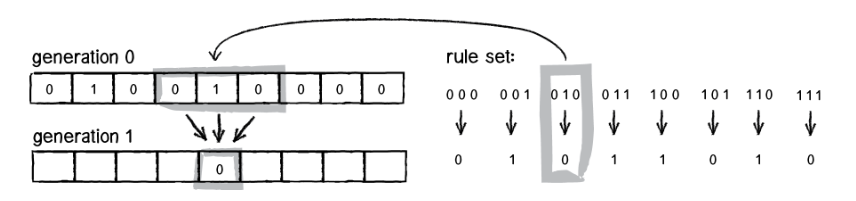 generation 0
0 1 0 0 1 0 0 0 0
generation 1
0
rule set:
000 001 010 011 100 101 110 111
0 1 0 1 1 0 1 0